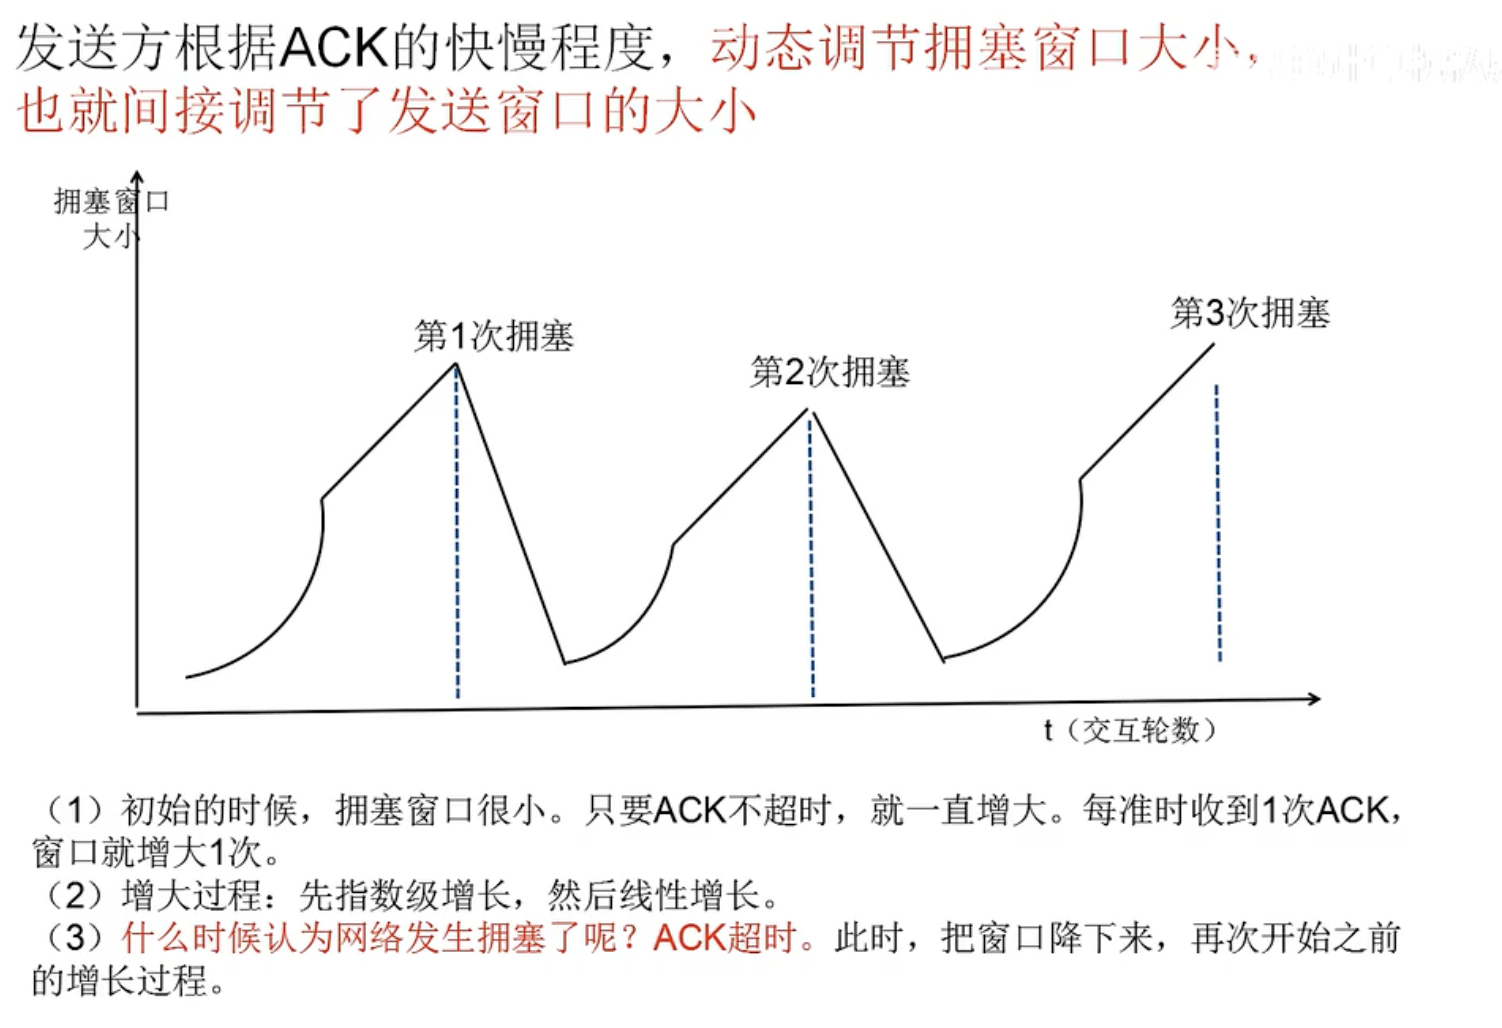 发送方根据ACK的快慢程度，动态调节拥塞窗口大小，
也就间接调节了发送窗口的大小
拥塞窗口
大小
第1次拥塞
第2次拥塞
第3次拥塞
t（交互轮数）
（1）初始的时候，拥塞窗口很小。只要ACK不超时，就一直增大。每准时收到1次ACK，
窗口就增大1次。
（2）增大过程：先指数级增长，然后线性增长。
（3）什么时候认为网络发生拥塞了呢？ACK超时。此时，把窗口降下来，再次开始之前
的增长过程。